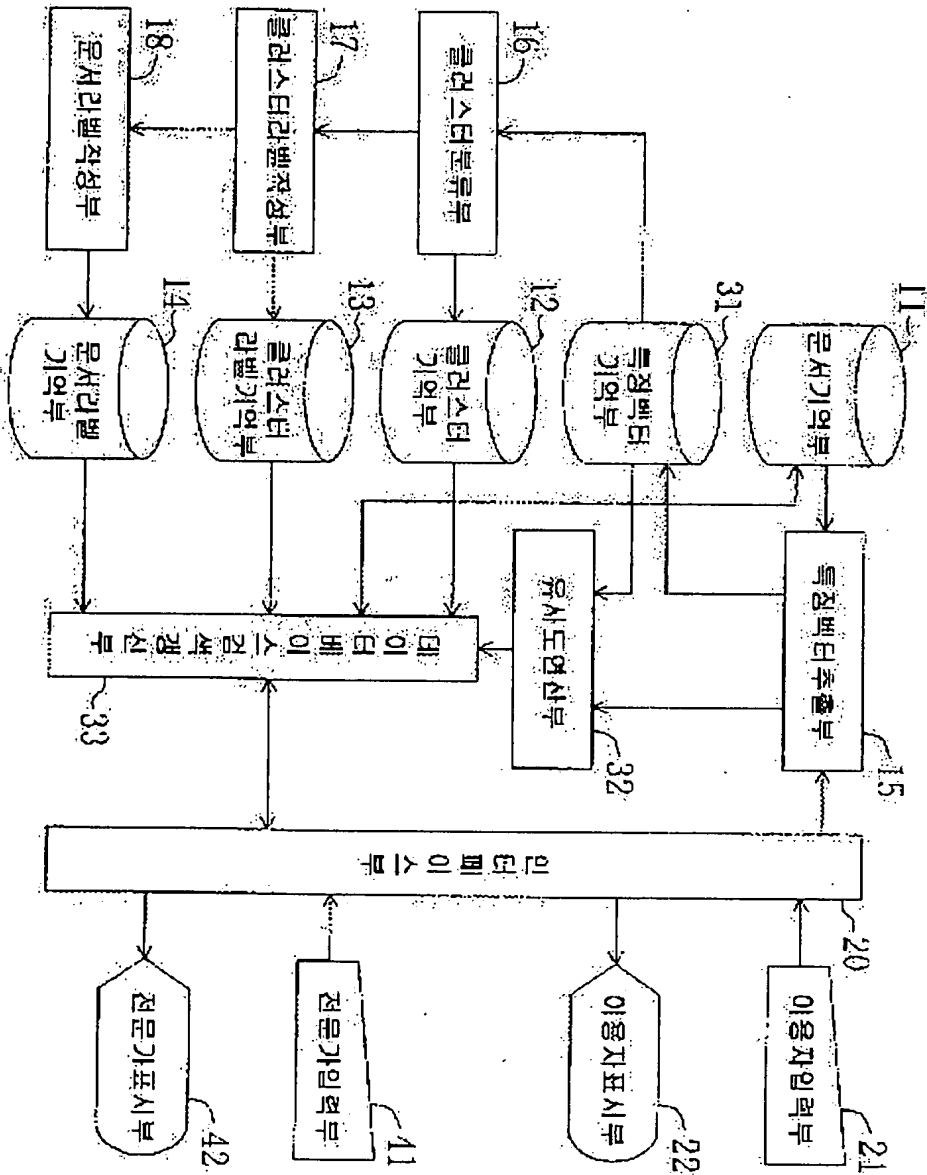 11
문서기억부
특징벡터추출부
15
20
이용자입력부
21
31
특징벡터
기억부
유사도연산부
32
이용자표시부
22
16
클러스터분류부
12
클러스터
기억부
데이터베이스검색갱신부
33
인터페이스부
17
클러스터라벨작성부
13
클러스터
라벨기억부
전문가입력부
41
18
문서라벨작성부
14
문서라벨
기억부
전문가표시부
42